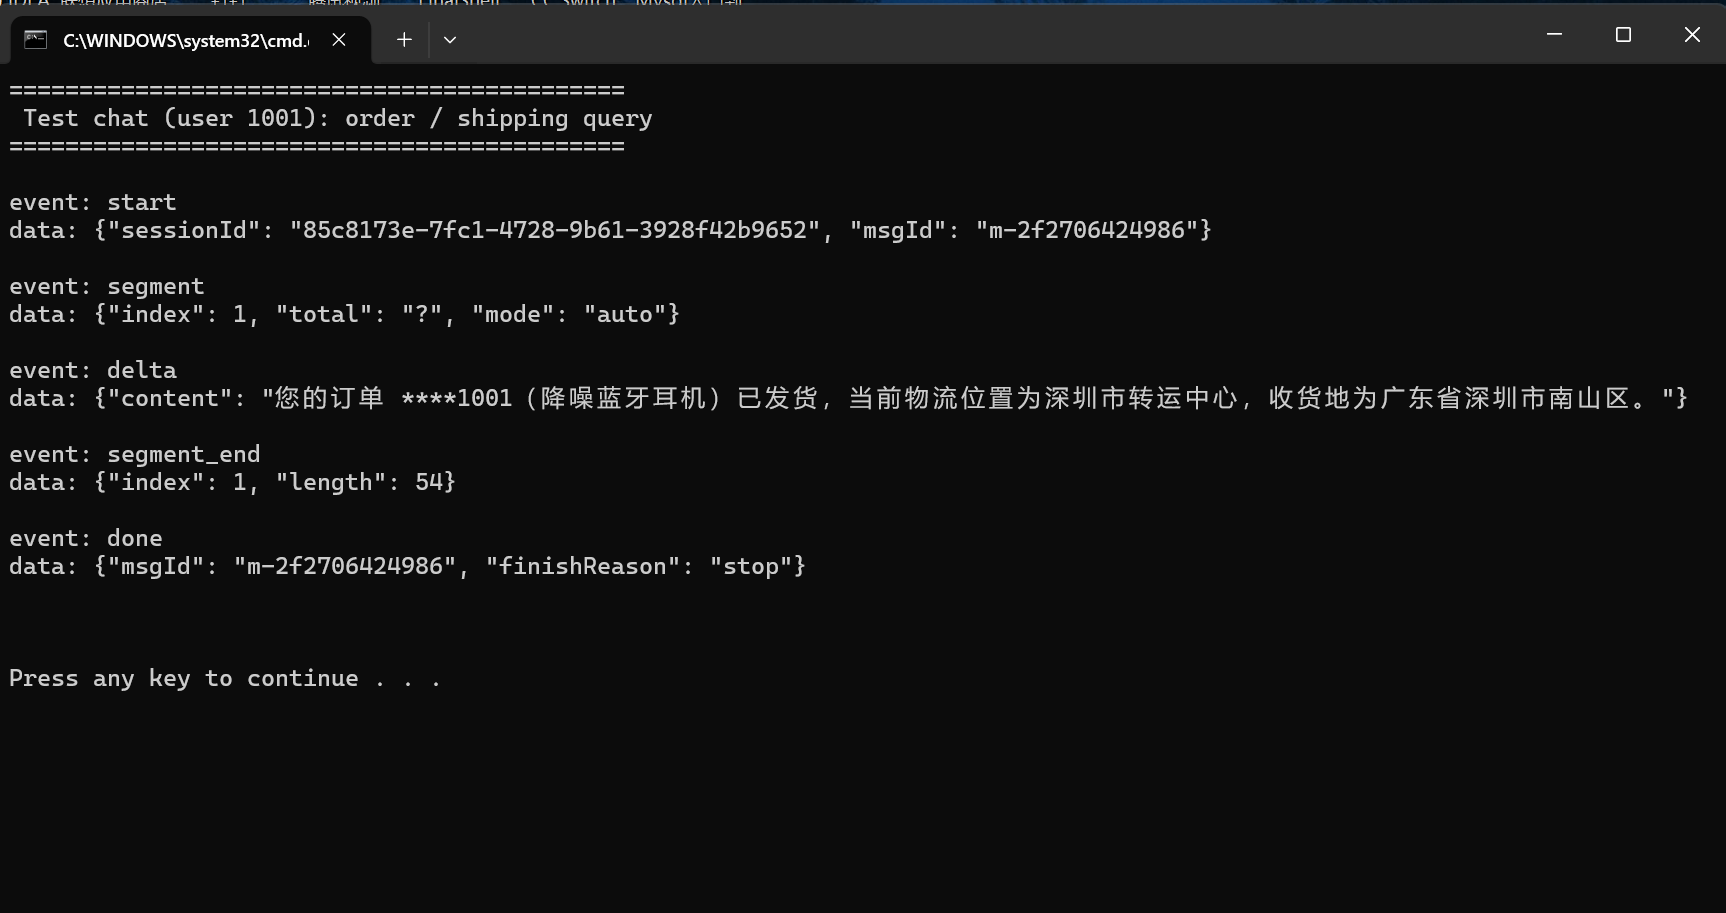 C:\WINDOWS\system32\cmd.
============================================
Test chat (user 1001): order / shipping query
============================================
event: start
data: {"sessionId": "85c8173e-7fc1-4728-9b61-3928f42b9652", "msgId": "m-2f2706424986"}
event: segment
data: {"index": 1, "total": "?", "mode": "auto"}
event: delta
data: {"content": "您的订单 ****1001（降噪蓝牙耳机）已发货，当前物流位置为深圳市转运中心，收货地为广东省深圳市南山区。"}
event: segment_end
data: {"index": 1, "length": 54}
event: done
data: {"msgId": "m-2f2706424986", "finishReason": "stop"}
Press any key to continue . . .